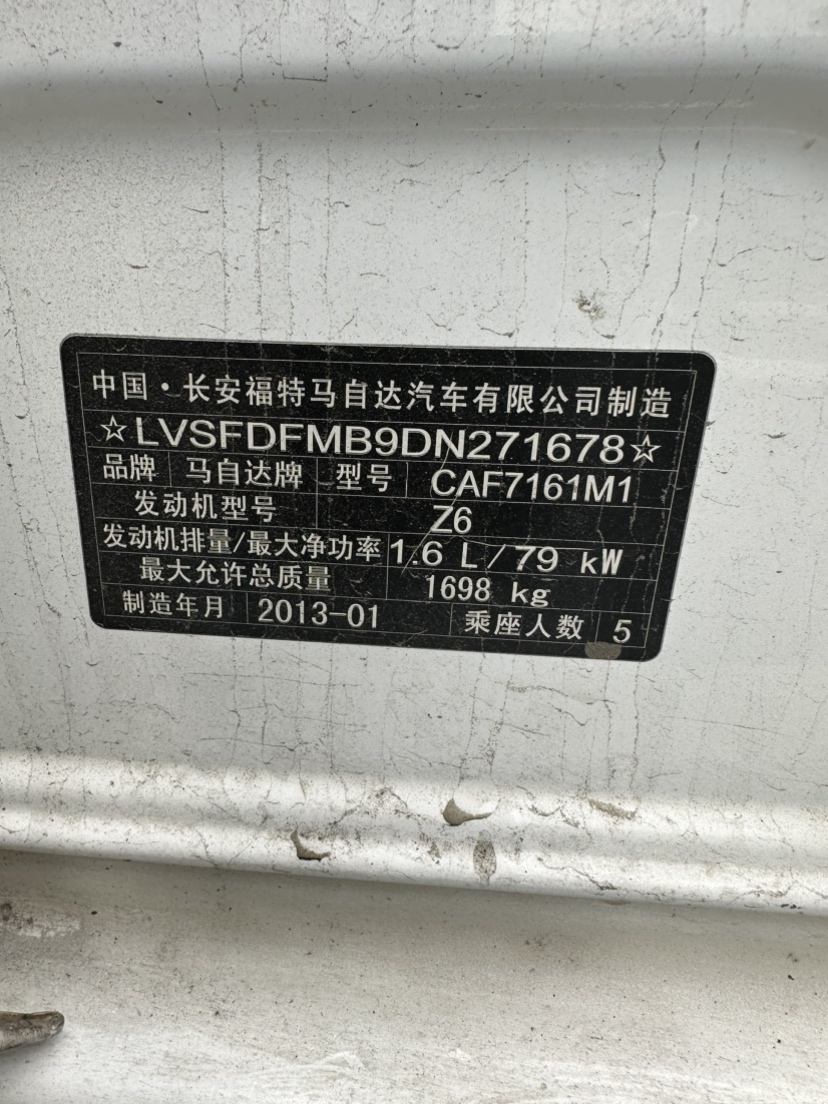 中国·长安福特马自达汽车有限公司制造
☆LVSFDFMB9DN271678☆
品牌 马自达牌 型号 CAF7161M1
发动机型号 Z6
发动机排量/最大净功率 1.6 L/79 kW
最大允许总质量 1698 kg
制造年月 2013-01 乘座人数 5